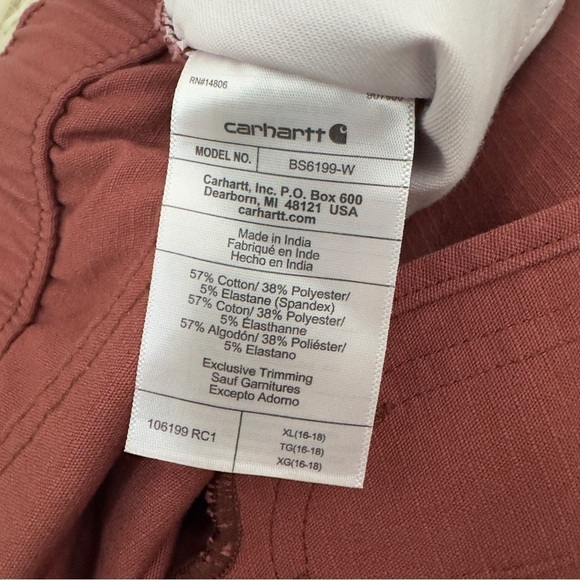 RN#14806
carhartt
MODEL NO. BS6199-W
Carhartt, Inc. P.O. Box 600
Dearborn, MI 48121 USA
carhartt.com
Made in India
Fabriqué en Inde
Hecho en India
57% Cotton/ 38% Polyester/
5% Elastane (Spandex)
57% Coton/ 38% Polyester/
5% Élasthanne
57% Algodón/ 38% Poliéster/
5% Elastano
Exclusive Trimming
Sauf Garnitures
Excepto Adorno
106199 RC1
XL(16-18)
TG(16-18)
XG(16-18)